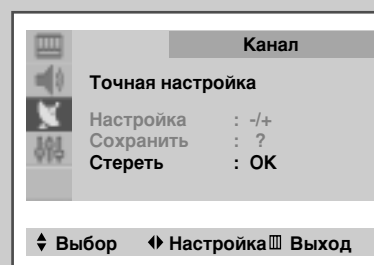 Канал
Точная настройка
Настройка : -/+
Сохранить : ?
Стереть : OK
Выбор Настройка Выход